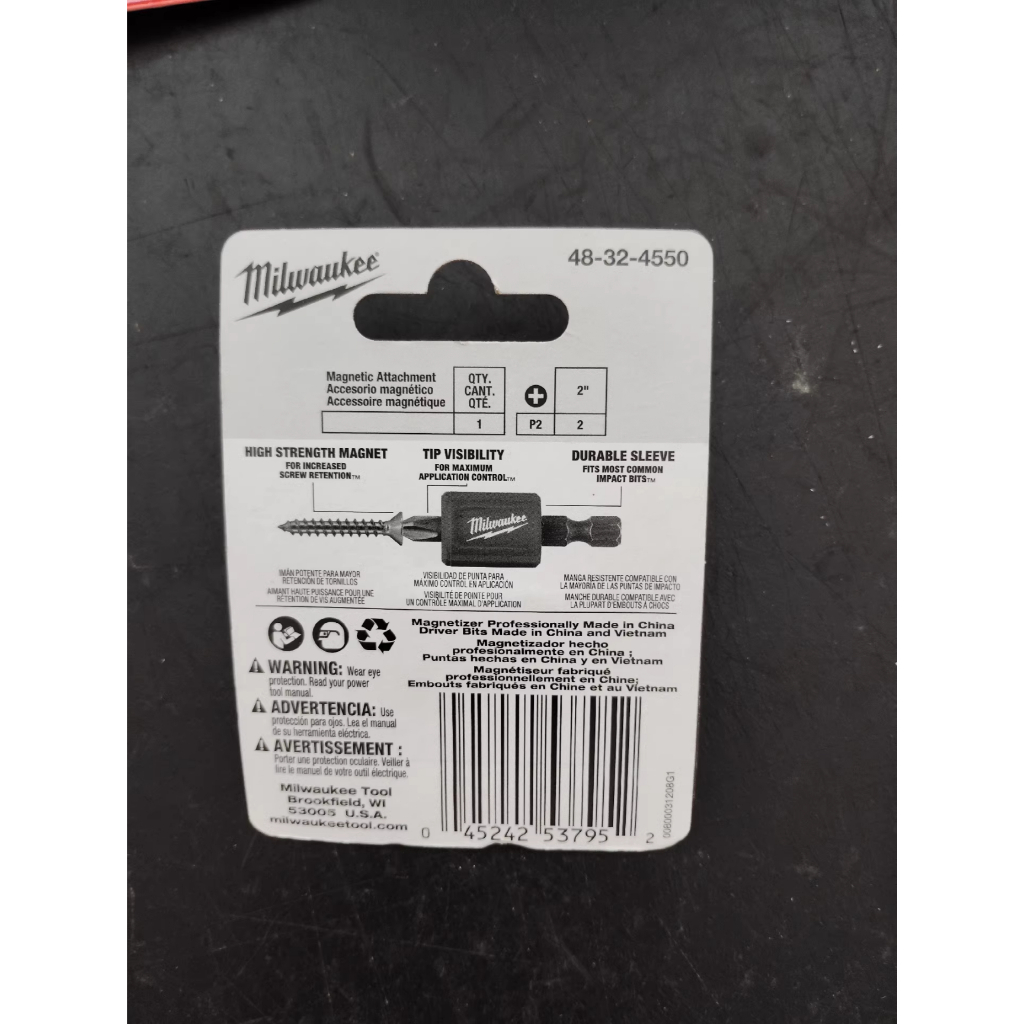 Milwaukee
48-32-4550
Magnetic Attachment
Accesorio magnético
Accessoire magnétique
QTY.
CANT.
QTÉ.
1
2"
P2
2
HIGH STRENGTH MAGNET
FOR INCREASED
SCREW RETENTION™
TIP VISIBILITY
FOR MAXIMUM
APPLICATION CONTROL™
DURABLE SLEEVE
FITS MOST COMMON
IMPACT BITS™
Milwaukee
IMÁN POTENTE PARA MAYOR
RETENCIÓN DE TORNILLOS
AIMANT HAUTE PUISSANCE POUR UNE
RÉTENTION DE VIS AUGMENTÉE
VISIBILIDAD DE PUNTA PARA
MÁXIMO CONTROL EN APLICACIÓN
VISIBILITÉ DE POINTE POUR
UN CONTRÔLE MAXIMAL D'APPLICATION
MANGA RESISTENTE COMPATIBLE CON
LA MAYORÍA DE LAS PUNTAS DE IMPACTO
MANCHE DURABLE COMPATIBLE AVEC
LA PLUPART D'EMBOUTS À CHOCS
Magnetizer Professionally Made in China
Driver Bits Made in China and Vietnam
Magnetizador hecho
profesionalmente en China ;
Puntas hechas en China y en Vietnam
Magnétiseur fabriqué
professionnellement en Chine;
Embouts fabriqués en Chine et au Vietnam
WARNING: Wear eye
protection. Read your power
tool manual.
ADVERTENCIA: Use
protección para ojos. Lea el manual
de su herramienta eléctrica.
AVERTISSEMENT :
Porter une protection oculaire. Veiller à
lire le manuel de votre outil électrique.
Milwaukee Tool
Brookfield, WI
53005 U.S.A.
milwaukeetool.com
0 45242 53795 2
00800031208G1